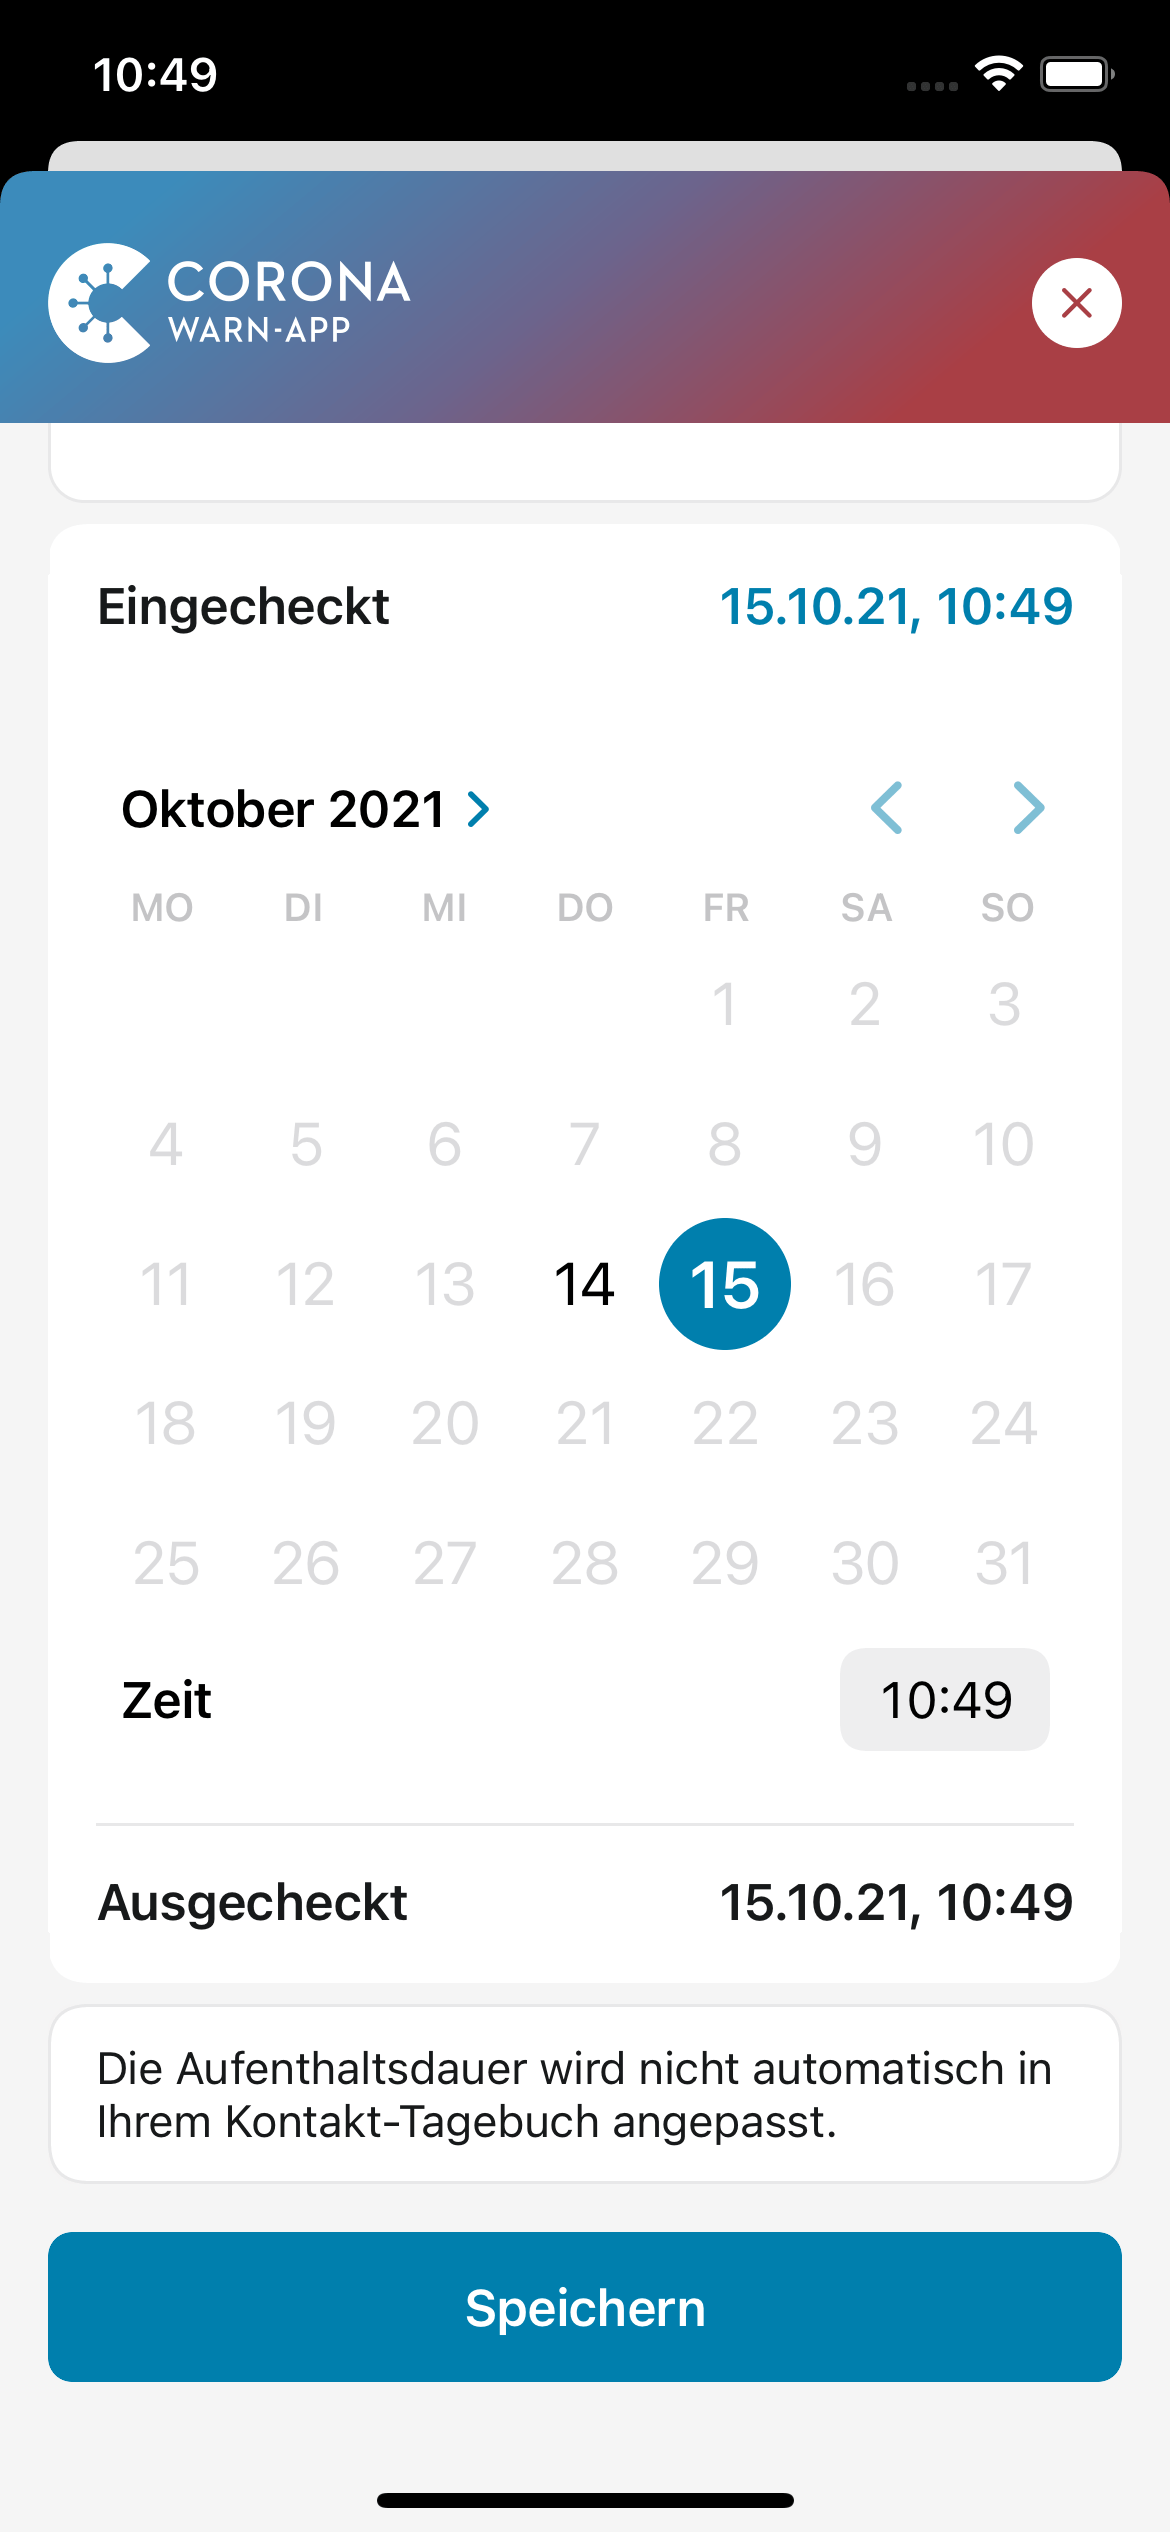 10:49
CORONA
WARN-APP
Eingecheckt 15.10.21, 10:49
Oktober 2021
MO DI MI DO FR SA SO
1 2 3
4 5 6 7 8 9 10
11 12 13 14 15 16 17
18 19 20 21 22 23 24
25 26 27 28 29 30 31
Zeit 10:49
Ausgecheckt 15.10.21, 10:49
Die Aufenthaltsdauer wird nicht automatisch in
Ihrem Kontakt-Tagebuch angepasst.
Speichern